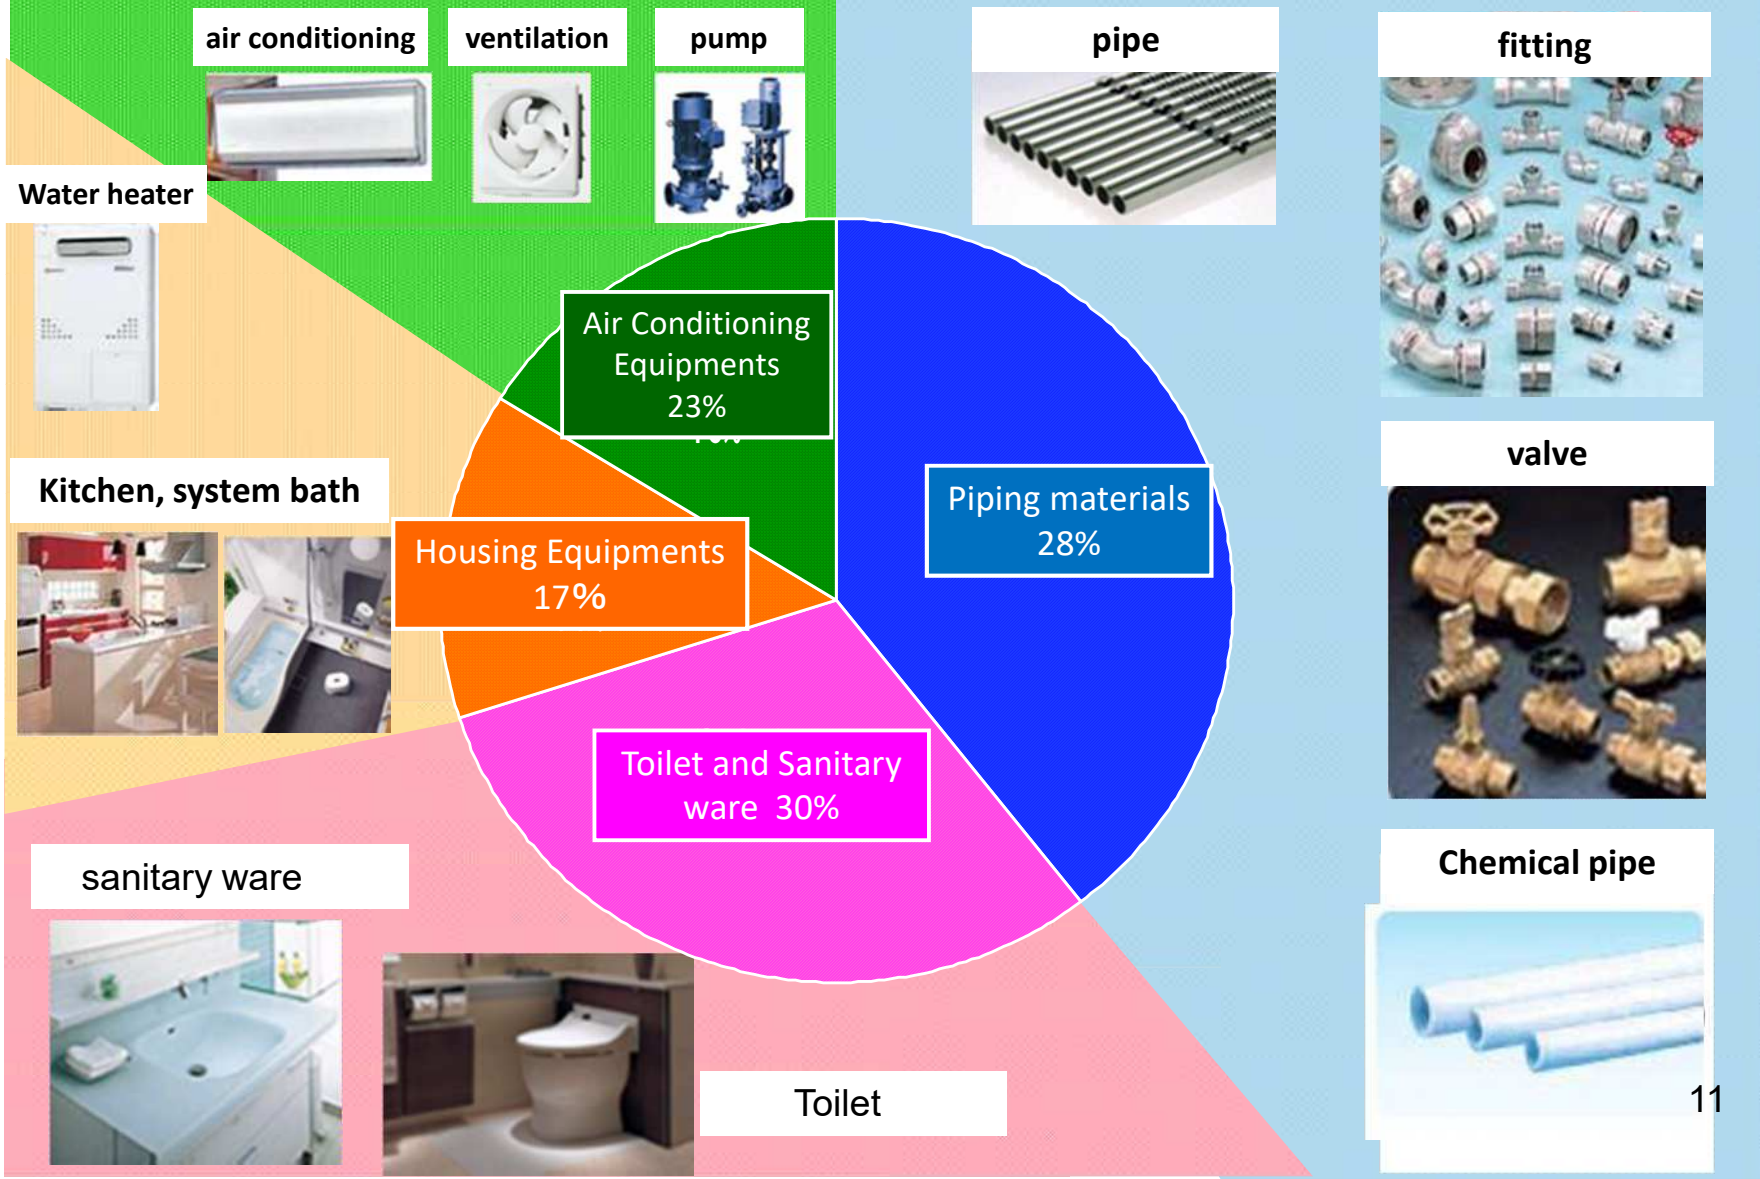 air conditioning
ventilation
pump
pipe
fitting
Water heater
Air Conditioning
Equipments
23%
valve
Kitchen, system bath
Piping materials
28%
Housing Equipments
17%
Toilet and Sanitary
ware 30%
sanitary ware
Chemical pipe
Toilet
11